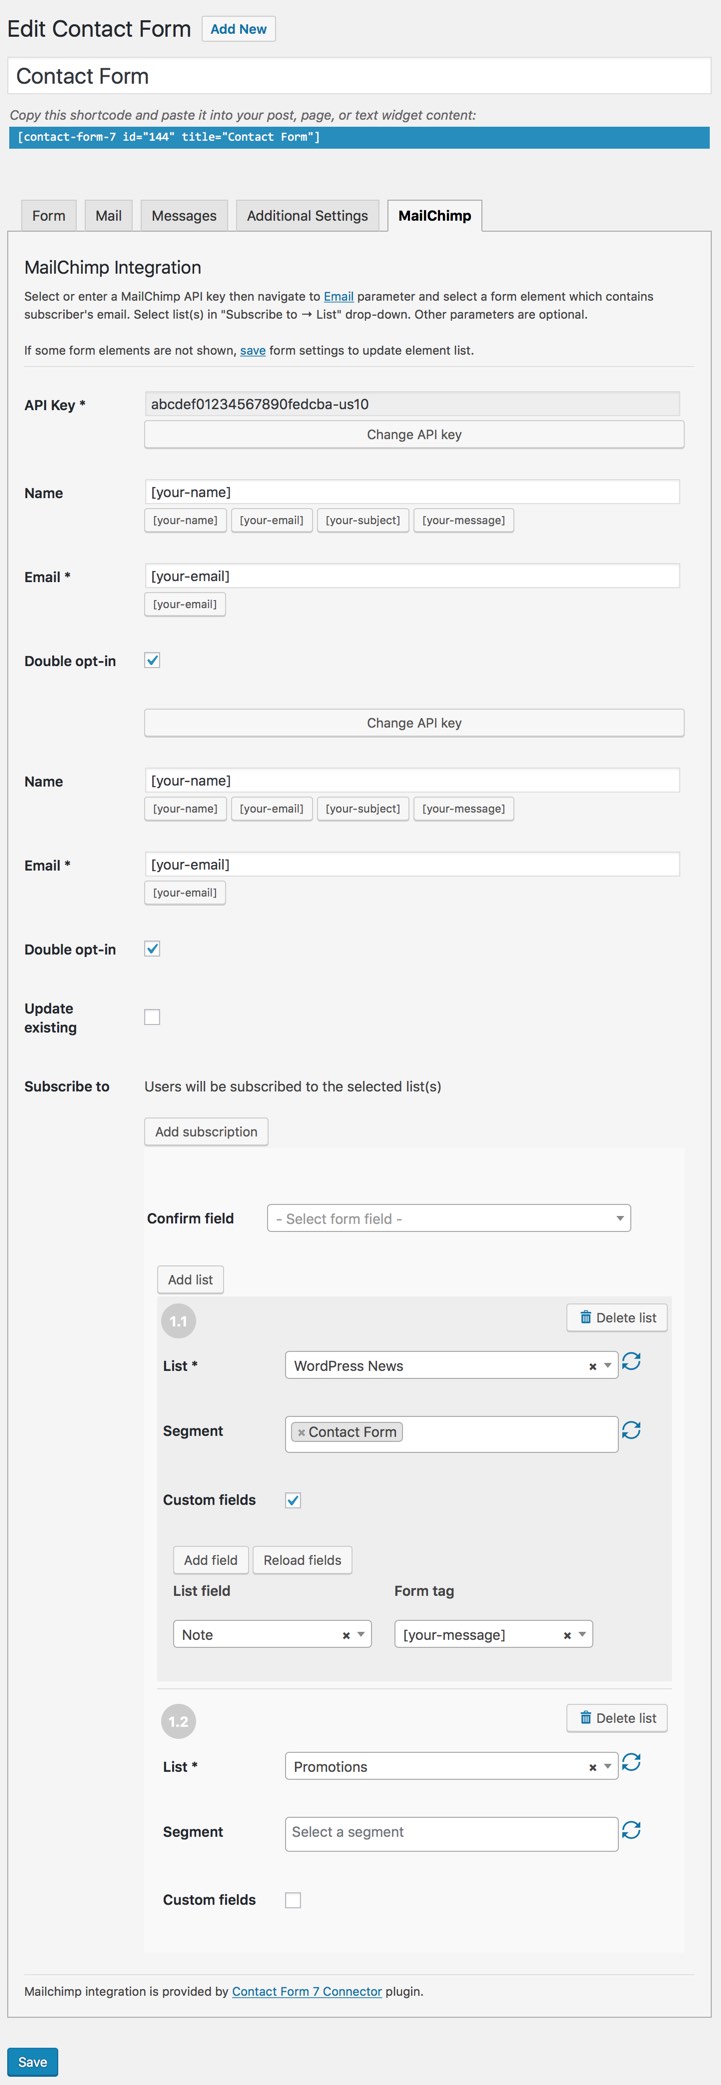 Edit Contact Form Add New
Contact Form
Copy this shortcode and paste it into your post, page, or text widget content:
[contact-form-7 id="144" title="Contact Form"]
Form Mail Messages Additional Settings MailChimp
MailChimp Integration
Select or enter a MailChimp API key then navigate to Email parameter and select a form element which contains
subscriber's email. Select list(s) in "Subscribe to → List" drop-down. Other parameters are optional.
If some form elements are not shown, save form settings to update element list.
API Key * abcdef01234567890fedcba-us10
Change API key
Name [your-name]
[your-name] [your-email] [your-subject] [your-message]
Email * [your-email]
[your-email]
Double opt-in
Change API key
Name [your-name]
[your-name] [your-email] [your-subject] [your-message]
Email * [your-email]
[your-email]
Double opt-in
Update
existing
Subscribe to Users will be subscribed to the selected list(s)
Add subscription
Confirm field - Select form field -
Add list
1.1 Delete list
List * WordPress News ×
Segment × Contact Form
Custom fields
Add field Reload fields
List field Form tag
Note × [your-message] ×
1.2 Delete list
List * Promotions ×
Segment Select a segment
Custom fields
Mailchimp integration is provided by Contact Form 7 Connector plugin.
Save